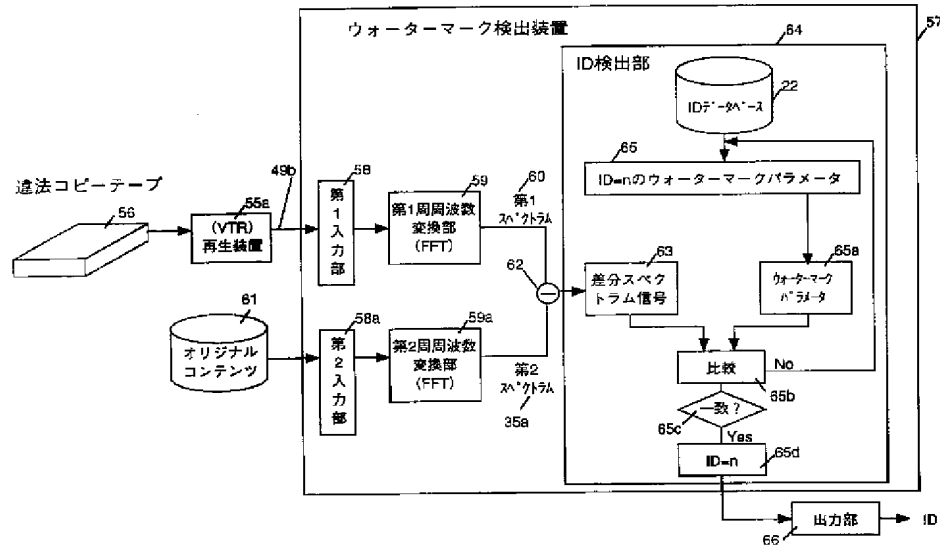 ウォーターマーク検出装置
57
64
ID検出部
22
IDデータベース
65
ID=nのウォーターマークパラメータ
違法コピーテープ
56
55a
(VTR)
再生装置
49b
58
第1入力部
59
第1周周波数
変換部
(FFT)
60
第1
スペクトラム
62
63
差分スペク
トラム信号
65a
ウォーターマーク
パラメータ
61
オリジナル
コンテンツ
58a
第2入力部
59a
第2周周波数
変換部
(FFT)
第2
スペクトラム
35a
比較
No
65b
一致?
65c
Yes
ID=n
65d
出力部
ID
66